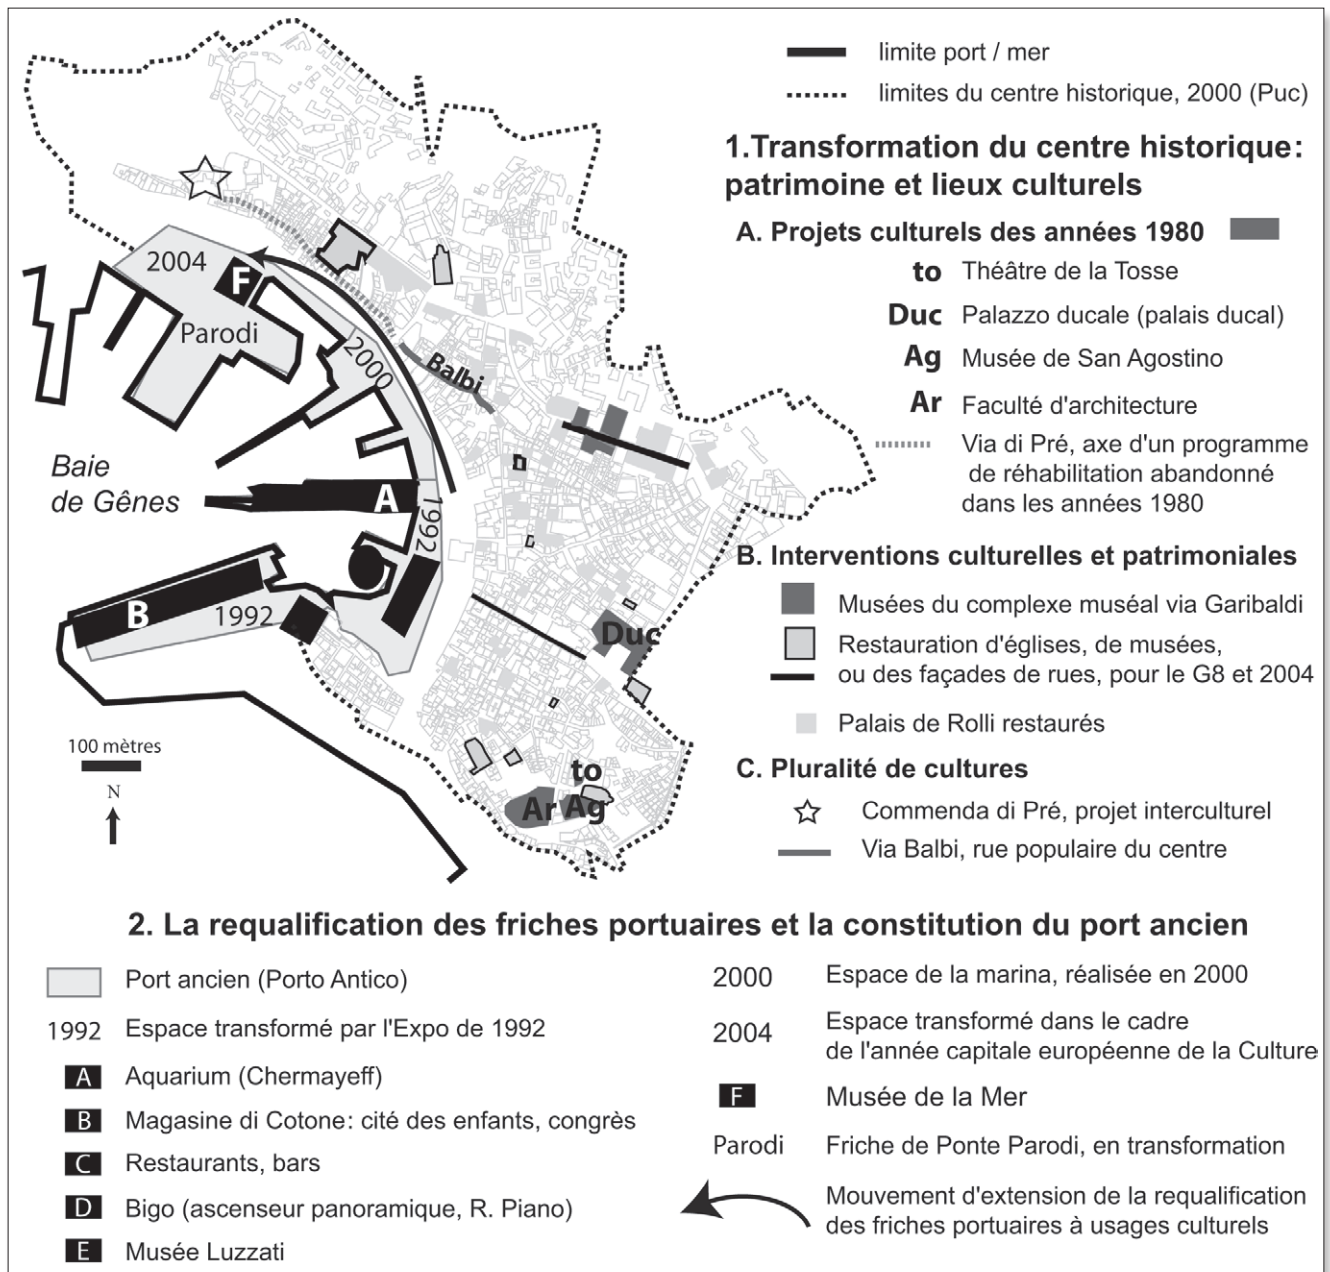 limite port / mer
limites du centre historique, 2000 (Puc)
1.Transformation du centre historique:
patrimoine et lieux culturels
A. Projets culturels des années 1980
to Théâtre de la Tosse
Duc Palazzo ducale (palais ducal)
Ag Musée de San Agostino
Ar Faculté d'architecture
Via di Pré, axe d'un programme
de réhabilitation abandonné
dans les années 1980
B. Interventions culturelles et patrimoniales
Musées du complexe muséal via Garibaldi
Restauration d'églises, de musées,
ou des façades de rues, pour le G8 et 2004
Palais de Rolli restaurés
C. Pluralité de cultures
Commenda di Pré, projet interculturel
Via Balbi, rue populaire du centre
2004
F
Parodi
2000
Balbi
Baie
de Gênes
A
1992
B
1992
Duc
to
Ar
Ag
100 mètres
N
2. La requalification des friches portuaires et la constitution du port ancien
Port ancien (Porto Antico)
1992 Espace transformé par l'Expo de 1992
A Aquarium (Chermayeff)
B Magasine di Cotone: cité des enfants, congrès
C Restaurants, bars
D Bigo (ascenseur panoramique, R. Piano)
E Musée Luzzati
2000 Espace de la marina, réalisée en 2000
2004 Espace transformé dans le cadre
de l'année capitale européenne de la Culture
F Musée de la Mer
Parodi Friche de Ponte Parodi, en transformation
Mouvement d'extension de la requalification
des friches portuaires à usages culturels